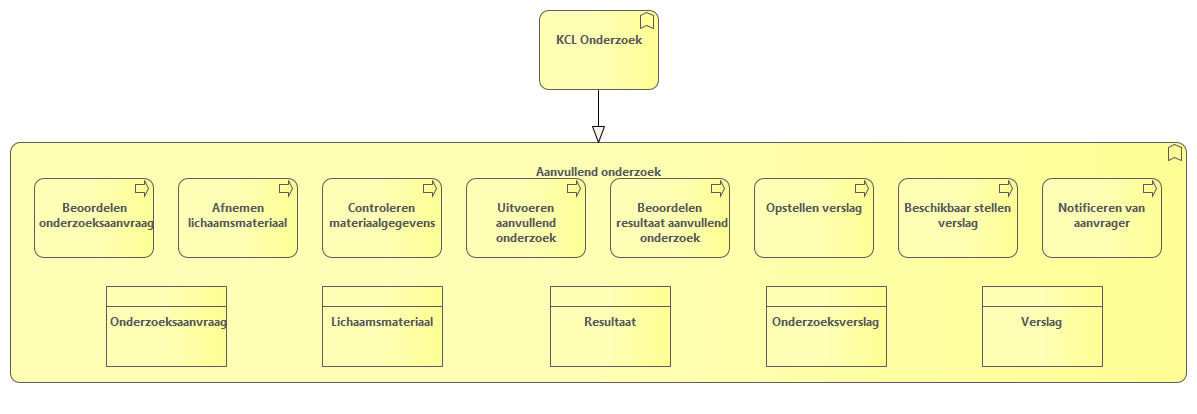 KCL Onderzoek
Aanvullend onderzoek
Beoordelen
onderzoeksaanvraag
Afnemen
lichaamsmateriaal
Controleren
materiaalgegevens
Uitvoeren
aanvullend
onderzoek
Beoordelen
resultaat aanvullend
onderzoek
Opstellen verslag
Beschikbaar stellen
verslag
Notificeren van
aanvrager
Onderzoeksaanvraag
Lichaamsmateriaal
Resultaat
Onderzoeksverslag
Verslag